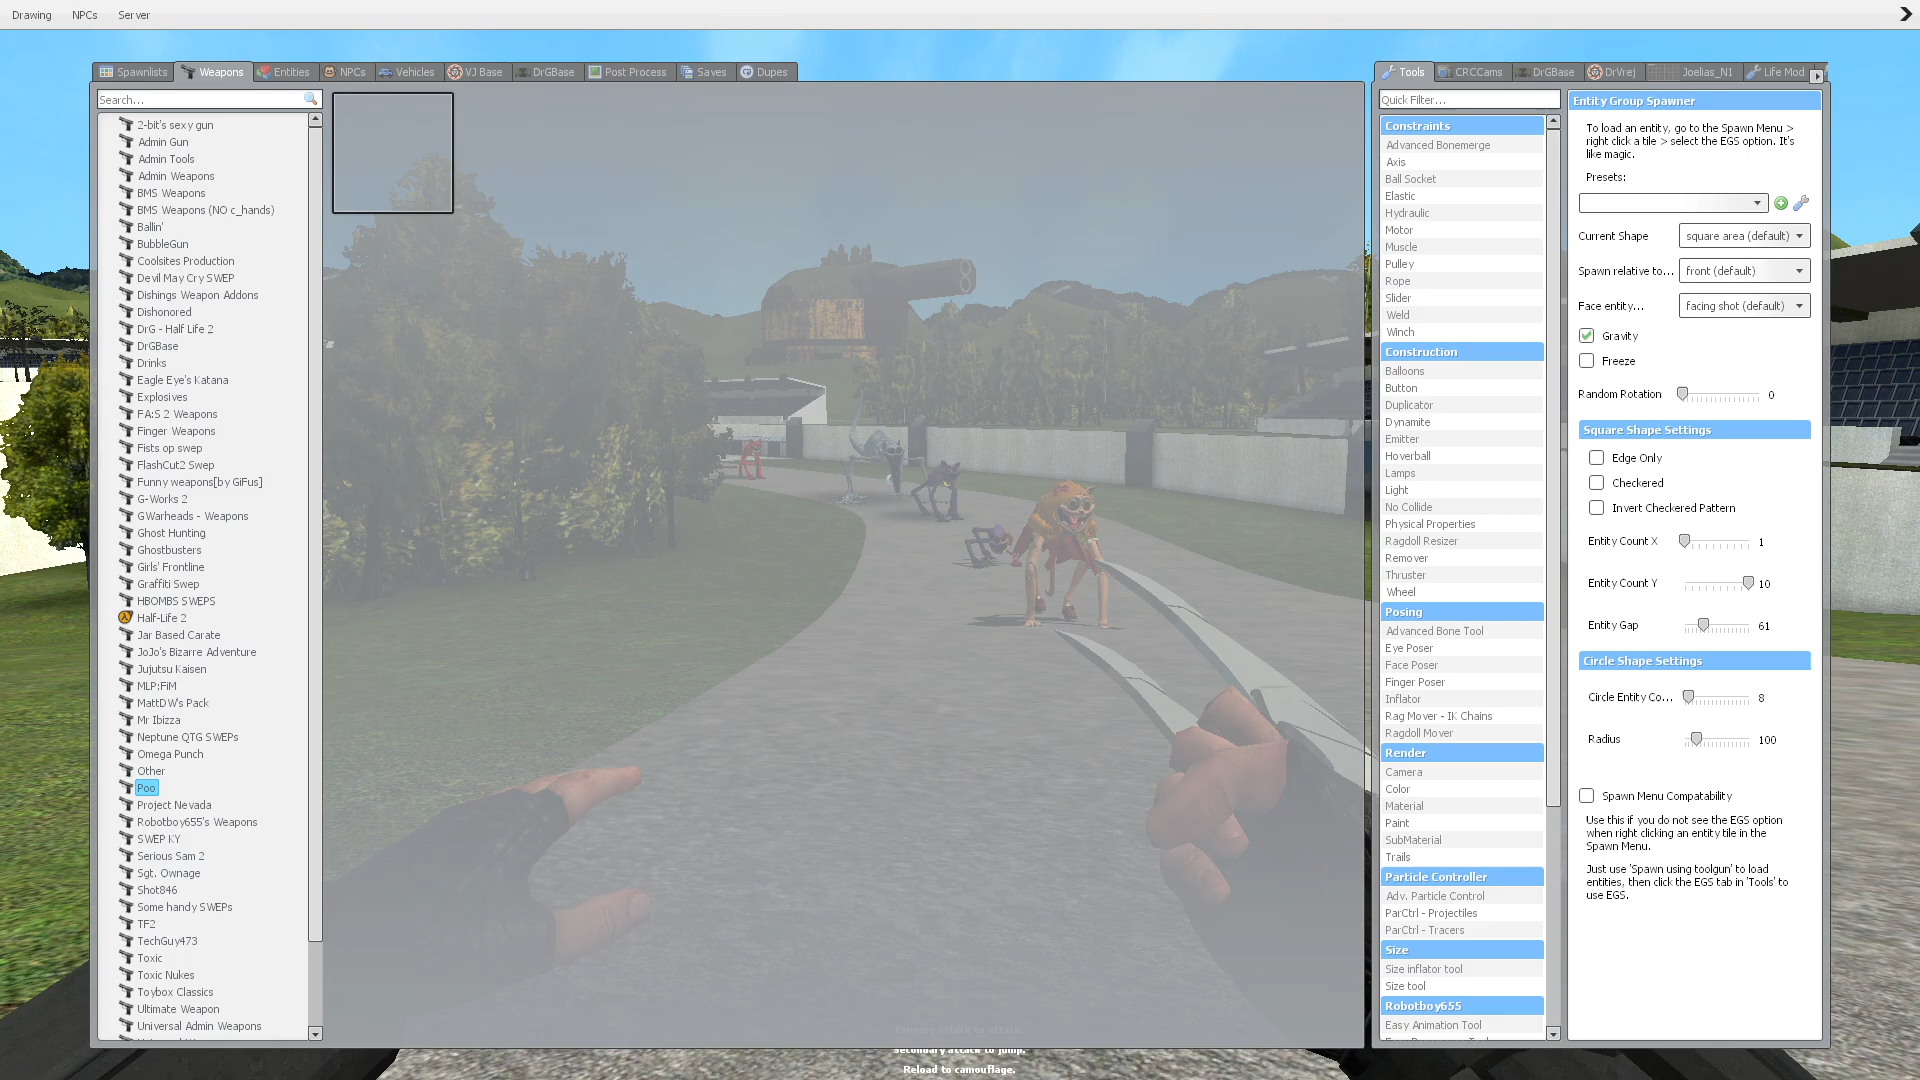 Drawing NPCs Server
Spawnlists Weapons Entities NPCs Vehicles VJ Base DrGBase Post Process Saves Dupes
Search...
2-bit's sexy gun
Admin Gun
Admin Tools
Admin Weapons
BMS Weapons
BMS Weapons (NO c_hands)
Ballin'
BubbleGun
Coolsites Production
Devil May Cry SWEP
Dishings Weapon Addons
Dishonored
DrG - Half Life 2
DrGBase
Drinks
Eagle Eye's Katana
Explosives
FA:S 2 Weapons
Finger Weapons
Fists op swep
FlashCut2 Swep
Funny weapons[by GiFus]
G-Works 2
GWarheads - Weapons
Ghost Hunting
Ghostbusters
Girls' Frontline
Graffiti Swep
HBOMBS SWEPS
Half-Life 2
Jar Based Carate
JoJo's Bizarre Adventure
Jujutsu Kaisen
MLP:FiM
MattDW's Pack
Mr Ibizza
Neptune QTG SWEPs
Omega Punch
Other
Poo
Project Nevada
Robotboy655's Weapons
SWEP KY
Serious Sam 2
Sgt. Ownage
Shot846
Some handy SWEPs
TF2
TechGuy473
Toxic
Toxic Nukes
Toybox Classics
Ultimate Weapon
Universal Admin Weapons
Primary attack to attack.
Secondary attack to jump.
Reload to camouflage.
Tools CRCCams DrGBase DrVrej Joelias_N1 Life Mod
Quick Filter...
Constraints
Advanced Bonemerge
Axis
Ball Socket
Elastic
Hydraulic
Motor
Muscle
Pulley
Rope
Slider
Weld
Winch
Construction
Balloons
Button
Duplicator
Dynamite
Emitter
Hoverball
Lamps
Light
No Collide
Physical Properties
Ragdoll Resizer
Remover
Thruster
Wheel
Posing
Advanced Bone Tool
Eye Poser
Face Poser
Finger Poser
Inflator
Rag Mover - IK Chains
Ragdoll Mover
Render
Camera
Color
Material
Paint
SubMaterial
Trails
Particle Controller
Adv. Particle Control
ParCtrl - Projectiles
ParCtrl - Tracers
Size
Size inflator tool
Size tool
Robotboy655
Easy Animation Tool
Entity Group Spawner
To load an entity, go to the Spawn Menu >
right click a tile > select the EGS option. It's
like magic.
Presets:
Current Shape square area (default)
Spawn relative to... front (default)
Face entity... facing shot (default)
Gravity
Freeze
Random Rotation 0
Square Shape Settings
Edge Only
Checkered
Invert Checkered Pattern
Entity Count X 1
Entity Count Y 10
Entity Gap 61
Circle Shape Settings
Circle Entity Co... 8
Radius 100
Spawn Menu Compatability
Use this if you do not see the EGS option
when right clicking an entity tile in the
Spawn Menu.
Just use 'Spawn using toolgun' to load
entities, then click the EGS tab in 'Tools' to
use EGS.